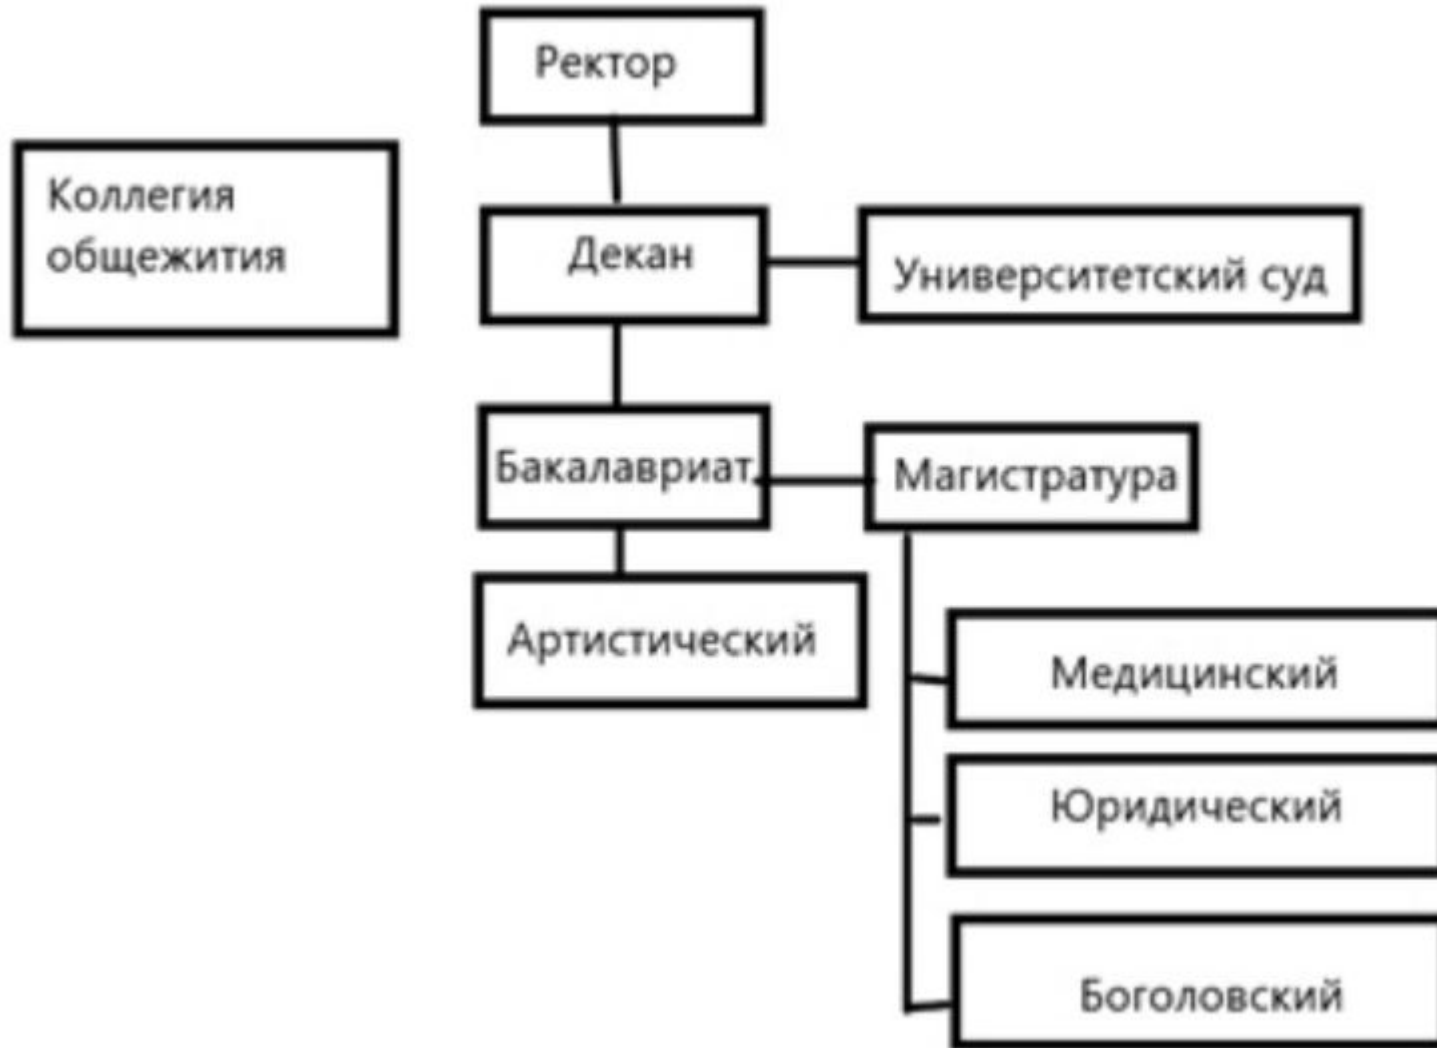 Ректор
Коллегия
общежития
Декан
Университетский суд
Бакалавриат
Магистратура
Артистический
Медицинский
Юридический
Боголовский